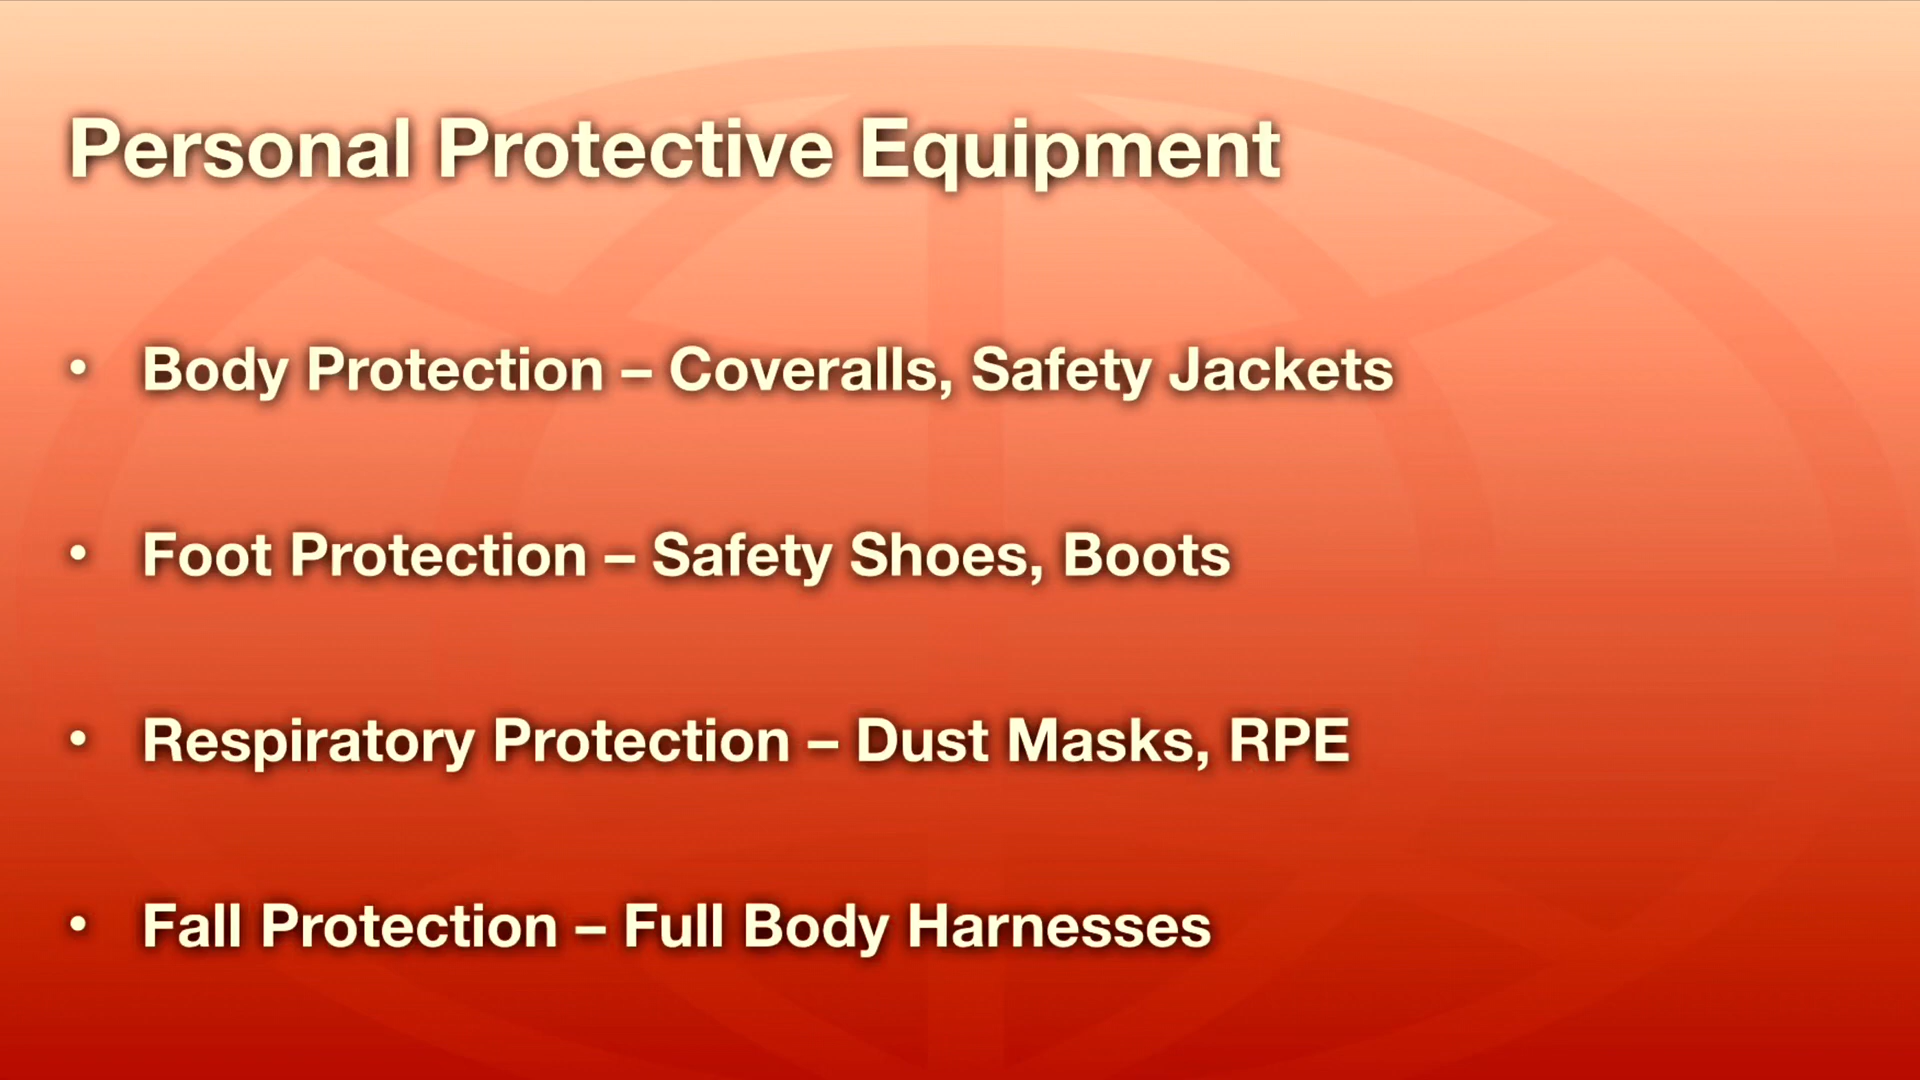 Personal Protective Equipment
• Body Protection – Coveralls, Safety Jackets
• Foot Protection – Safety Shoes, Boots
• Respiratory Protection – Dust Masks, RPE
• Fall Protection – Full Body Harnesses